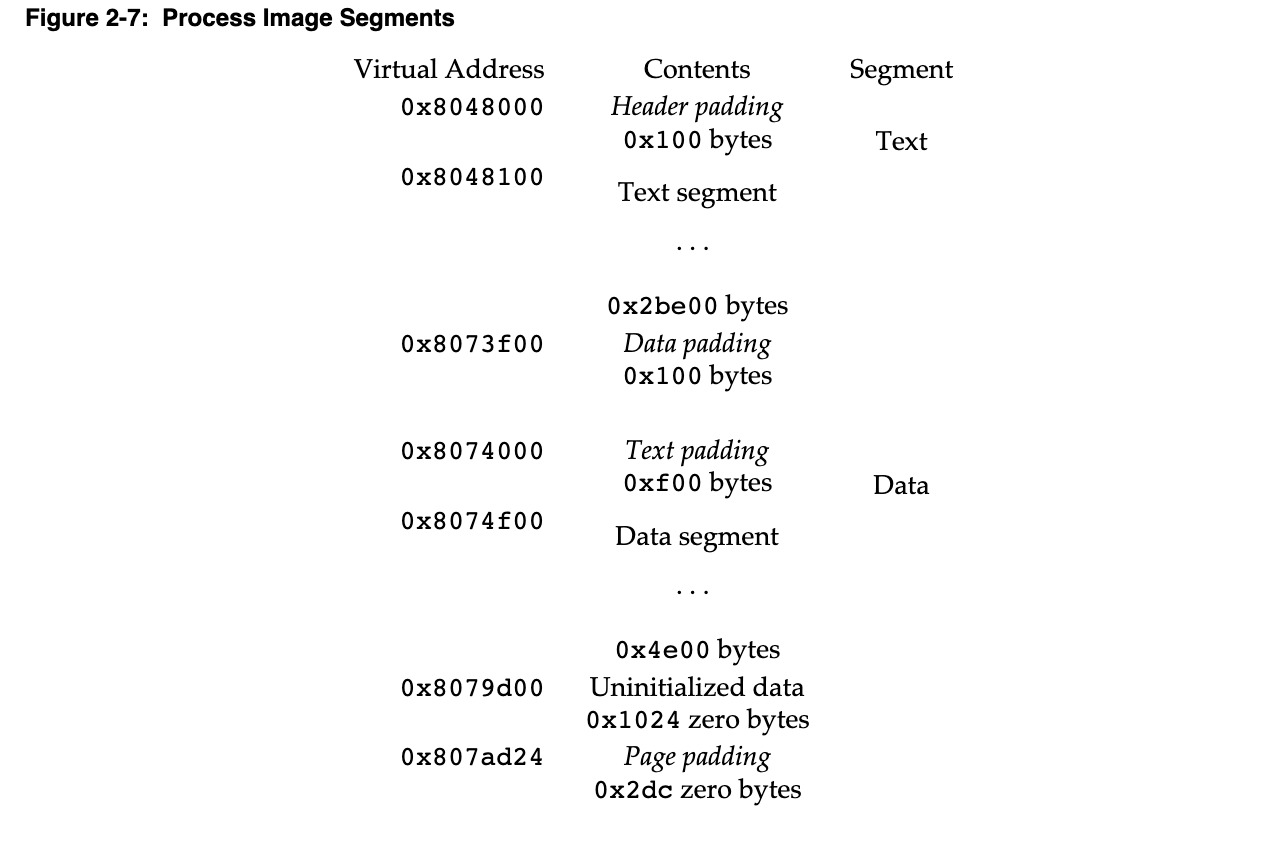 Figure 2-7: Process Image Segments
Virtual Address Contents Segment
0x8048000 Header padding
0x100 bytes Text
0x8048100
Text segment
. . .
0x2be00 bytes
0x8073f00 Data padding
0x100 bytes
0x8074000 Text padding
0xf00 bytes Data
0x8074f00
Data segment
. . .
0x4e00 bytes
0x8079d00 Uninitialized data
0x1024 zero bytes
0x807ad24 Page padding
0x2dc zero bytes